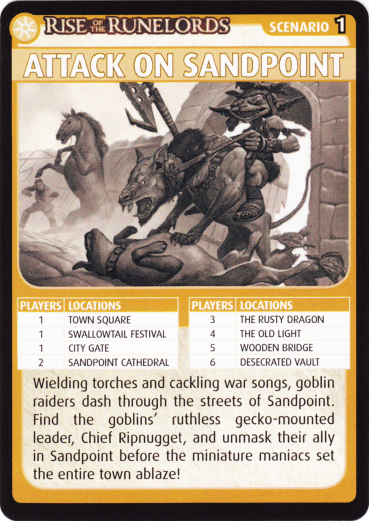 RISE OF THE RUNELORDS SCENARIO 1
ATTACK ON SANDPOINT
PLAYERS LOCATIONS
1 TOWN SQUARE
1 SWALLOWTAIL FESTIVAL
1 CITY GATE
2 SANDPOINT CATHEDRAL
PLAYERS LOCATIONS
3 THE RUSTY DRAGON
4 THE OLD LIGHT
5 WOODEN BRIDGE
6 DESECRATED VAULT
Wielding torches and cackling war songs, goblin
raiders dash through the streets of Sandpoint.
Find the goblins’ ruthless gecko-mounted
leader, Chief Ripnugget, and unmask their ally
in Sandpoint before the miniature maniacs set
the entire town ablaze!